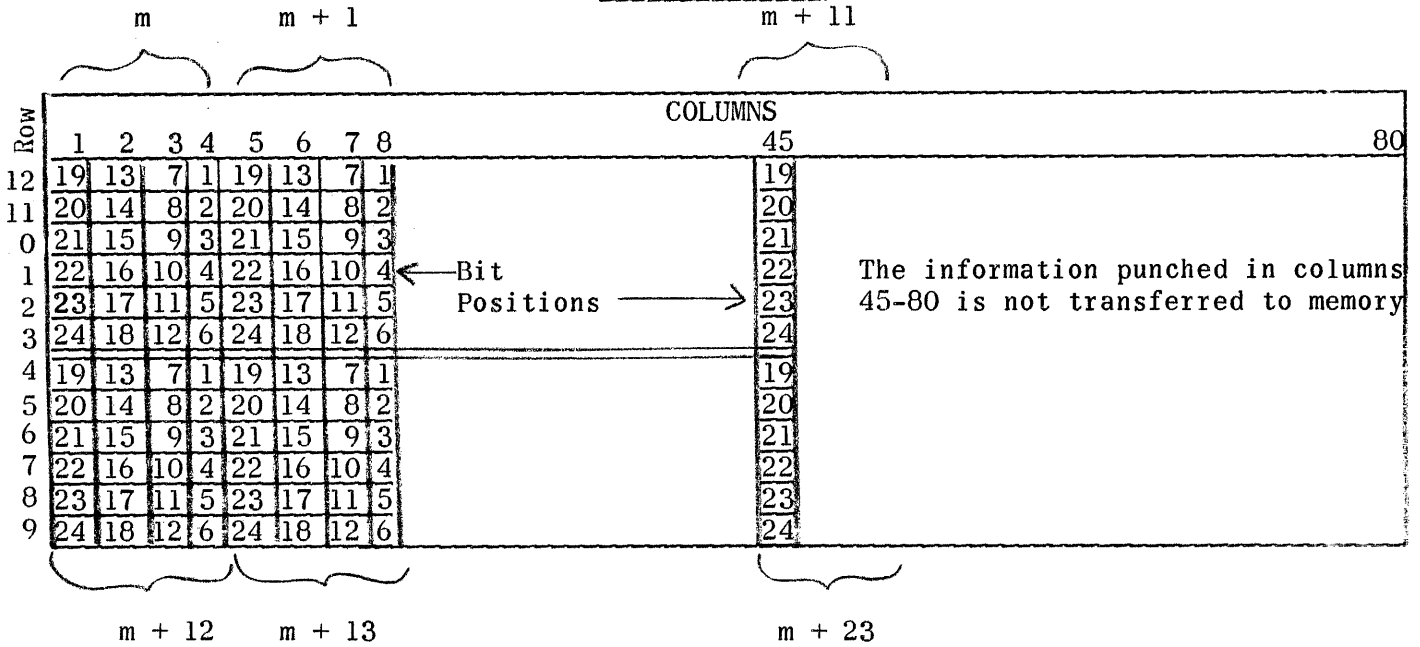 m m + 1 m + 11
COLUMNS
Row 1 2 3 4 5 6 7 8 45 80
12 19 13 7 1 19 13 7 1 19
11 20 14 8 2 20 14 8 2 20
0 21 15 9 3 21 15 9 3 21
1 22 16 10 4 22 16 10 4 Bit 22 The information punched in columns
2 23 17 11 5 23 17 11 5 Positions 23 45-80 is not transferred to memory
3 24 18 12 6 24 18 12 6 24
4 19 13 7 1 19 13 7 1 19
5 20 14 8 2 20 14 8 2 20
6 21 15 9 3 21 15 9 3 21
7 22 16 10 4 22 16 10 4 22
8 23 17 11 5 23 17 11 5 23
9 24 18 12 6 24 18 12 6 24
m + 12 m + 13 m + 23